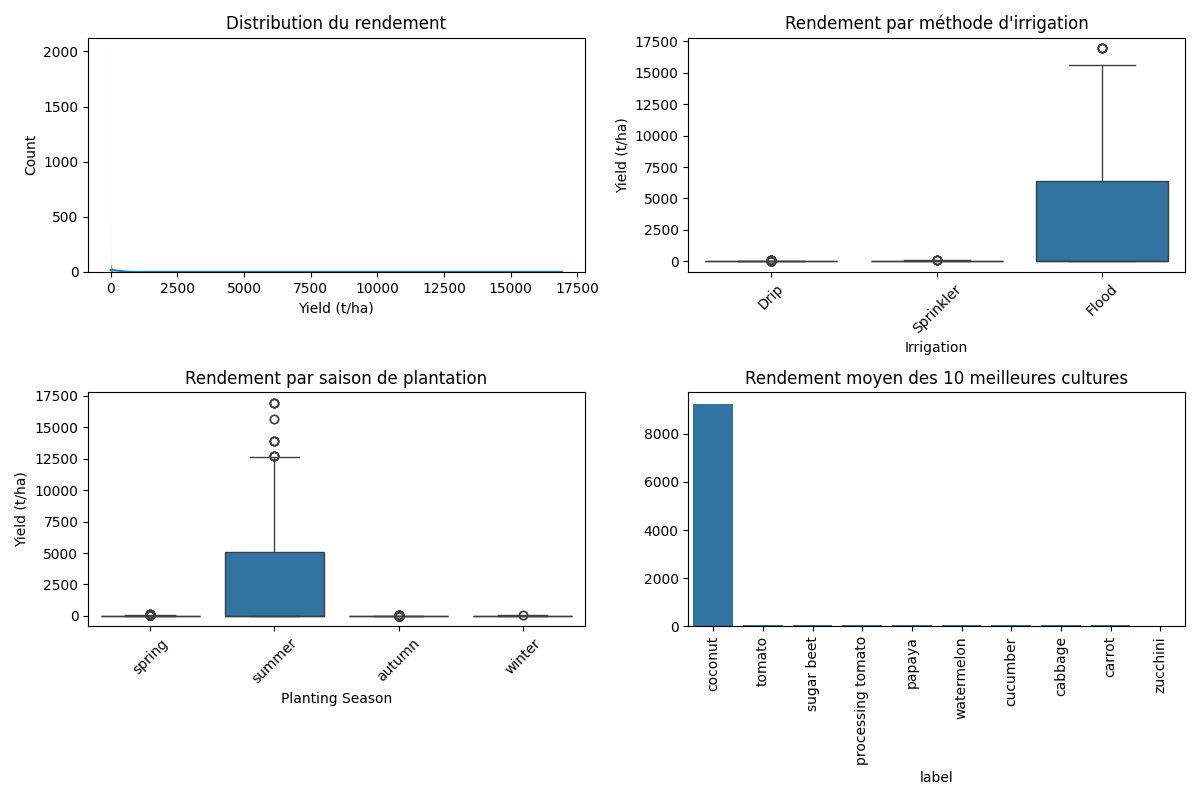 Distribution du rendement
2000
1500
1000
500
0
Count
0 2500 5000 7500 10000 12500 15000 17500
Yield (t/ha)
Rendement par méthode d'irrigation
17500
15000
12500
10000
7500
5000
2500
0
Yield (t/ha)
Drip Sprinkler Flood
Irrigation
Rendement par saison de plantation
17500
15000
12500
10000
7500
5000
2500
0
Yield (t/ha)
spring summer autumn winter
Planting Season
Rendement moyen des 10 meilleures cultures
8000
6000
4000
2000
0
coconut tomato sugar beet processing tomato papaya watermelon cucumber cabbage carrot zucchini
label